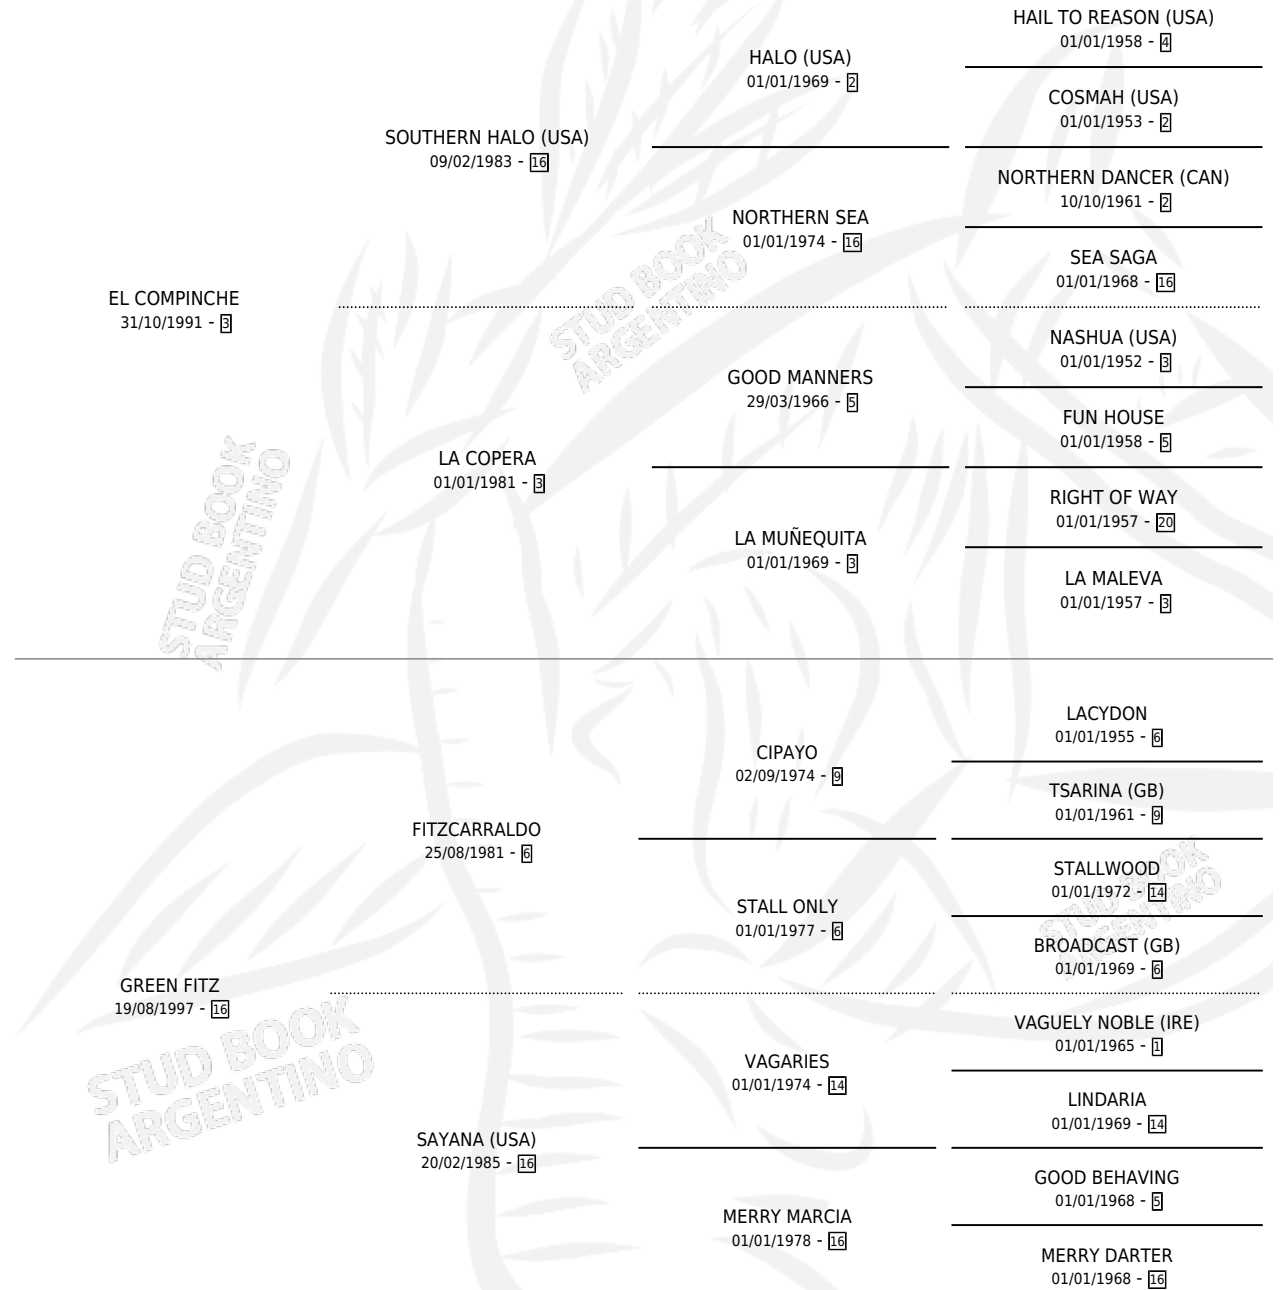 HAIL TO REASON (USA)
01/01/1958 - 4
HALO (USA)
01/01/1969 - 2
COSMAH (USA)
01/01/1953 - 2
SOUTHERN HALO (USA)
09/02/1983 - 16
NORTHERN DANCER (CAN)
10/10/1961 - 2
NORTHERN SEA
01/01/1974 - 16
SEA SAGA
01/01/1968 - 16
EL COMPINCHE
31/10/1991 - 3
NASHUA (USA)
01/01/1952 - 3
GOOD MANNERS
29/03/1966 - 5
FUN HOUSE
01/01/1958 - 5
LA COPERA
01/01/1981 - 3
RIGHT OF WAY
01/01/1957 - 20
LA MUÑEQUITA
01/01/1969 - 3
LA MALEVA
01/01/1957 - 3
LACYDON
01/01/1955 - 6
CIPAYO
02/09/1974 - 9
TSARINA (GB)
01/01/1961 - 9
FITZCARRALDO
25/08/1981 - 6
STALLWOOD
01/01/1972 - 14
STALL ONLY
01/01/1977 - 6
BROADCAST (GB)
01/01/1969 - 6
GREEN FITZ
19/08/1997 - 16
VAGUELY NOBLE (IRE)
01/01/1965 - 1
VAGARIES
01/01/1974 - 14
LINDARIA
01/01/1969 - 14
SAYANA (USA)
20/02/1985 - 16
GOOD BEHAVING
01/01/1968 - 5
MERRY MARCIA
01/01/1978 - 16
MERRY DARTER
01/01/1968 - 16
STUD BOOK
ARGENTINO
STUD BOOK
ARGENTINO
STUD BOOK
ARGENTINO
STUD BOOK
ARGENTINO